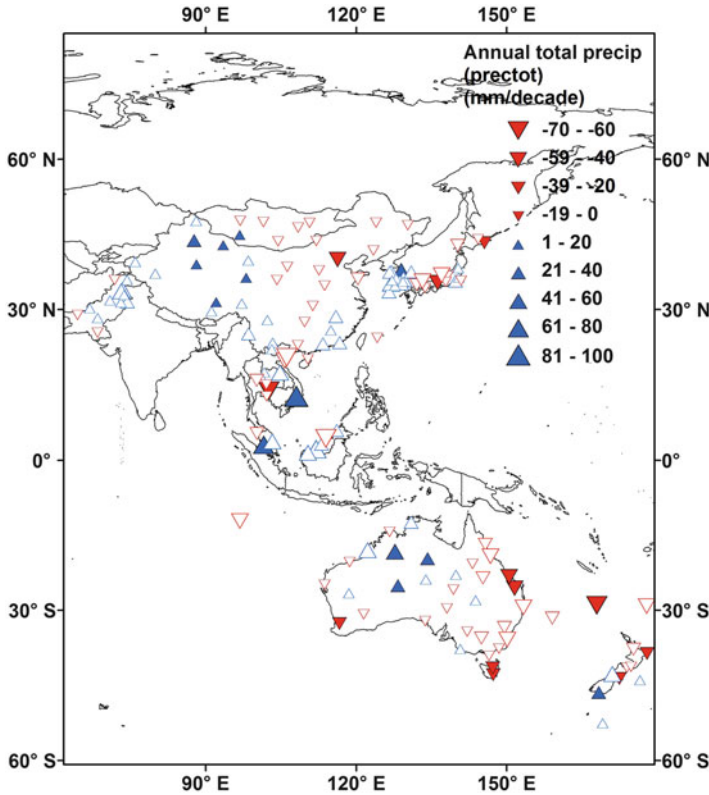 90° E 120° E 150° E
Annual total precip
(prectot)
(mm/decade)
-70 - -60
60° N -59 - -40 60° N
-39 - -20
-19 - 0
1 - 20
21 - 40
30° N 41 - 60 30° N
61 - 80
81 - 100
0° 0°
30° S 30° S
60° S 60° S
90° E 120° E 150° E